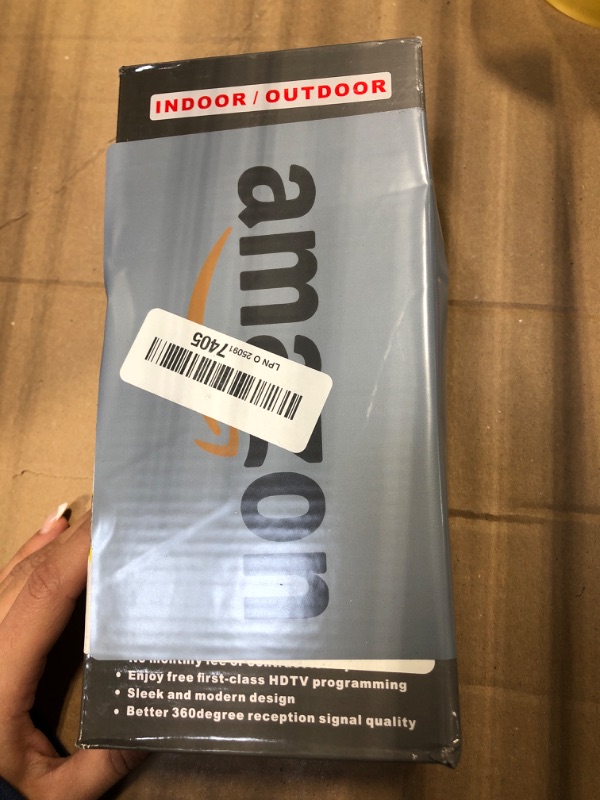 INDOOR / OUTDOOR
amazon
LPN O 25091 7405
• Enjoy free first-class HDTV programming
• Sleek and modern design
• Better 360degree reception signal quality